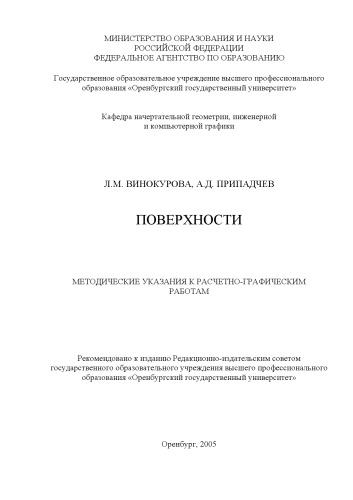 МИНИСТЕРСТВО ОБРАЗОВАНИЯ И НАУКИ
РОССИЙСКОЙ ФЕДЕРАЦИИ
ФЕДЕРАЛЬНОЕ АГЕНТСТВО ПО ОБРАЗОВАНИЮ
Государственное образовательное учреждение высшего профессионального
образования «Оренбургский государственный университет»
Кафедра начертательной геометрии, инженерной
и компьютерной графики
Л.М. ВИНОКУРОВА, А.Д. ПРИПАДЧЕВ
ПОВЕРХНОСТИ
МЕТОДИЧЕСКИЕ УКАЗАНИЯ К РАСЧЕТНО-ГРАФИЧЕСКИМ
РАБОТАМ
Рекомендовано к изданию Редакционно-издательским советом
государственного образовательного учреждения высшего профессионального
образования «Оренбургский государственный университет»
Оренбург, 2005